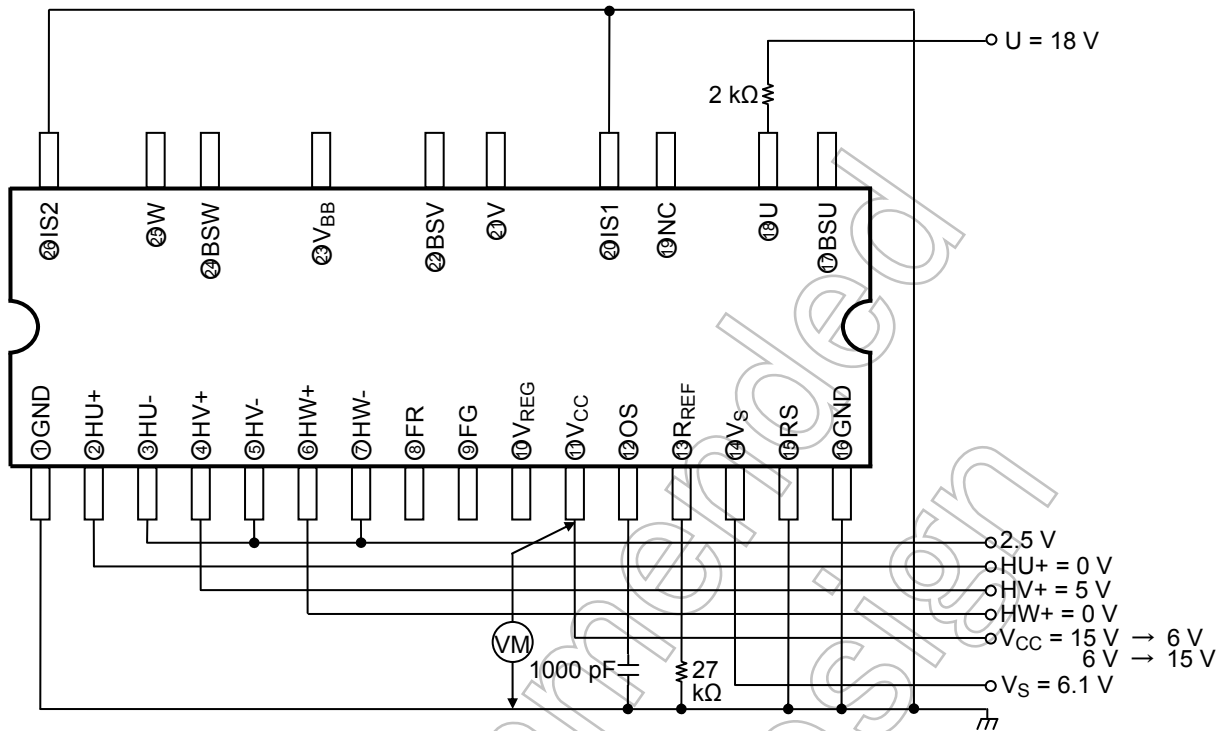 U = 18 V
2 kΩ
㉖IS2
㉕W
㉔BSW
㉓VBB
㉒BSV
㉑V
⑳IS1
⑲NC
⑱U
⑰BSU
①GND
②HU+
③HU-
④HV+
⑤HV-
⑥HW+
⑦HW-
⑧FR
⑨FG
⑩VREG
⑪VCC
⑫OS
⑬RREF
⑭VS
⑮RS
⑯GND
2.5 V
HU+ = 0 V
HV+ = 5 V
HW+ = 0 V
VM
VCC = 15 V → 6 V
6 V → 15 V
1000 pF
27
kΩ
VS = 6.1 V